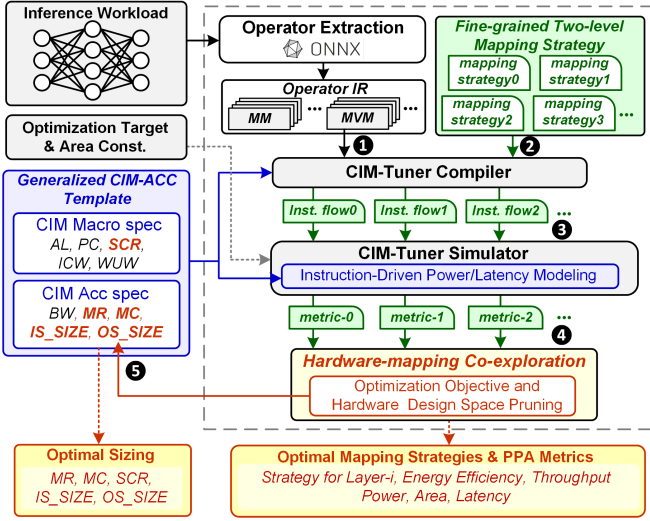 Inference Workload
Operator Extraction
ONNX
Operator IR
MM
...
MVM
...
Fine-grained Two-level
Mapping Strategy
mapping
strategy0
mapping
strategy1
mapping
strategy2
mapping
strategy3
...
Optimization Target
& Area Const.
1
2
CIM-Tuner Compiler
Generalized CIM-ACC
Template
CIM Macro spec
AL, PC, SCR,
ICW, WUW
CIM Acc spec
BW, MR, MC,
IS_SIZE, OS_SIZE
Inst. flow0
Inst. flow1
Inst. flow2
...
3
CIM-Tuner Simulator
Instruction-Driven Power/Latency Modeling
metric-0
metric-1
metric-2
...
4
Hardware-mapping Co-exploration
Optimization Objective and
Hardware Design Space Pruning
5
Optimal Sizing
MR, MC, SCR,
IS_SIZE, OS_SIZE
Optimal Mapping Strategies & PPA Metrics
Strategy for Layer-i, Energy Efficiency, Throughput
Power, Area, Latency